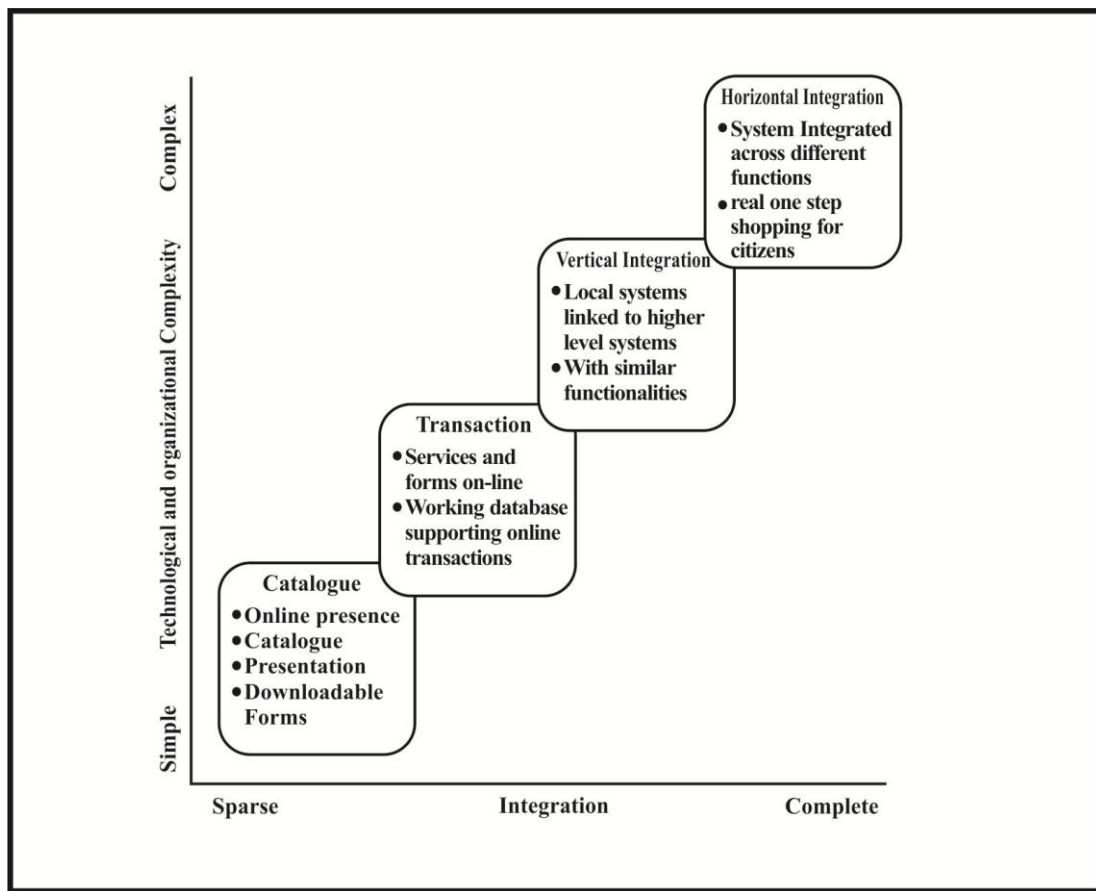 Horizontal Integration
• System Integrated
across different
functions
• real one step
shopping for
citizens
Vertical Integration
• Local systems
linked to higher
level systems
• With similar
functionalities
Transaction
• Services and
forms on-line
• Working database
supporting online
transactions
Catalogue
• Online presence
• Catalogue
• Presentation
• Downloadable
Forms
Complex
Technological and organizational Complexity
Simple
Sparse
Integration
Complete